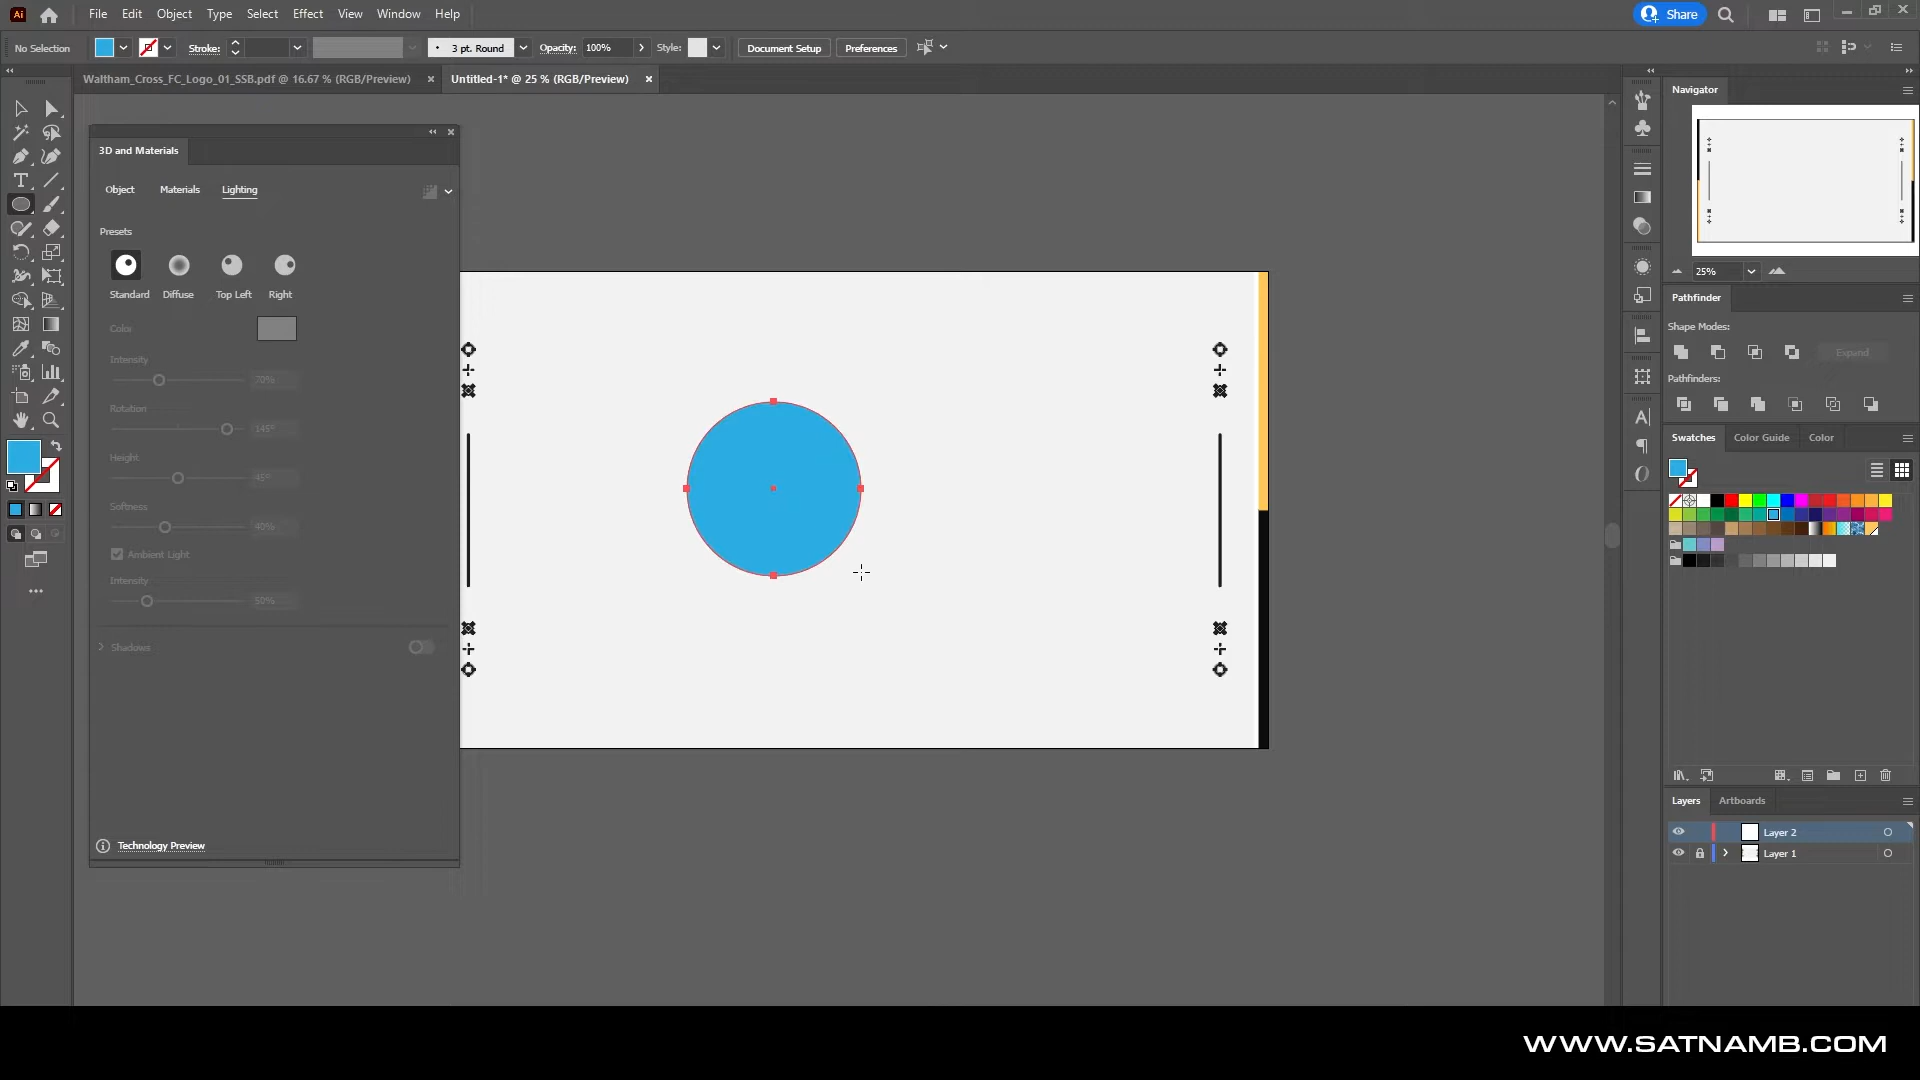 Ai File Edit Object Type Select Effect View Window Help Share
No Selection Stroke: 3 pt. Round Opacity: 100% Style: Document Setup Preferences
Waltham_Cross_FC_Logo_01_SSB.pdf @ 16.67 % (RGB/Preview) Untitled-1* @ 25 % (RGB/Preview)
3D and Materials
Object Materials Lighting
Presets
Standard Diffuse Top Left Right
Color
Intensity
70%
Rotation
145°
Height
45°
Softness
40%
Ambient Light
Intensity
50%
Shadows
Technology Preview
Navigator
25%
Pathfinder
Shape Modes:
Expand
Pathfinders:
Swatches Color Guide Color
Layers Artboards
Layer 2
Layer 1
WWW.SATNAMB.COM